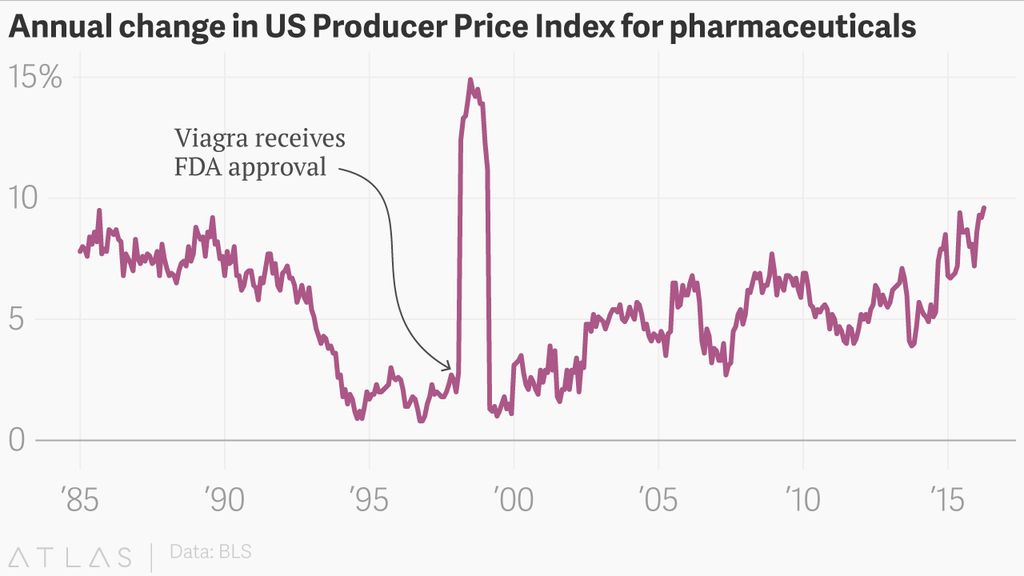 Annual change in US Producer Price Index for pharmaceuticals
15%
Viagra receives
FDA approval
10
5
0
'85 '90 '95 '00 '05 '10 '15
ATLAS Data: BLS